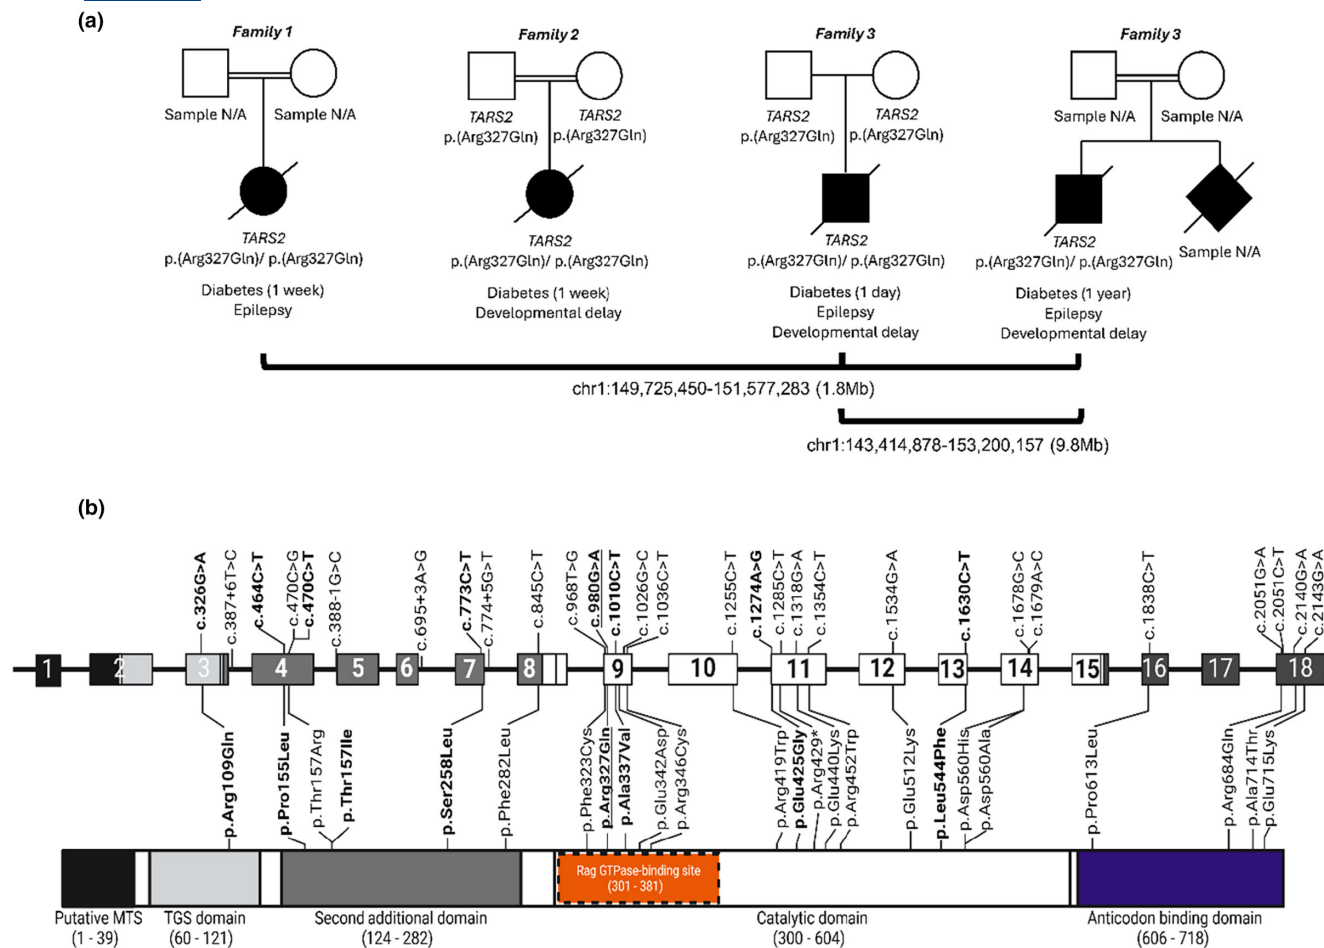 (a)
Family 1
Family 2
Family 3
Family 3
Sample N/A
Sample N/A
TARS2
p.(Arg327Gln)
TARS2
p.(Arg327Gln)
TARS2
p.(Arg327Gln)
TARS2
p.(Arg327Gln)
Sample N/A
Sample N/A
TARS2
p.(Arg327Gln)/ p.(Arg327Gln)
Diabetes (1 week)
Epilepsy
TARS2
p.(Arg327Gln)/ p.(Arg327Gln)
Diabetes (1 week)
Developmental delay
TARS2
p.(Arg327Gln)/ p.(Arg327Gln)
Diabetes (1 day)
Epilepsy
Developmental delay
TARS2
p.(Arg327Gln)/ p.(Arg327Gln)
Diabetes (1 year)
Epilepsy
Developmental delay
Sample N/A
chr1:149,725,450-151,577,283 (1.8Mb)
chr1:143,414,878-153,200,157 (9.8Mb)
(b)
c.326G>A
c.387+6T>C
c.464C>T
c.470C>G
c.470C>T
c.388-1G>C
c.695+3A>G
c.773C>T
c.774+5G>T
c.845C>T
c.968T>G
c.980G>A
c.1010C>T
c.1026G>C
c.1036C>T
c.1255C>T
c.1274A>G
c.1285C>T
c.1318G>A
c.1354C>T
c.1534G>A
c.1630C>T
c.1678G>C
c.1679A>C
c.1838C>T
c.2051G>A
c.2051C>T
c.2140G>A
c.2143G>A
1
2
3
4
5
6
7
8
9
10
11
12
13
14
15
16
17
18
p.Arg109Gln
p.Pro155Leu
p.Thr157Arg
p.Thr157Ile
p.Ser258Leu
p.Phe282Leu
p.Phe323Cys
p.Arg327Gln
p.Ala337Val
p.Glu342Asp
p.Arg346Cys
p.Arg419Trp
p.Glu425Gly
p.Arg429*
p.Glu440Lys
p.Arg452Trp
p.Glu512Lys
p.Leu544Phe
p.Asp560His
p.Asp560Ala
p.Pro613Leu
p.Arg684Gln
p.Ala714Thr
p.Glu715Lys
Rag GTPase-binding site
(301 - 381)
Putative MTS
(1 - 39)
TGS domain
(60 - 121)
Second additional domain
(124 - 282)
Catalytic domain
(300 - 604)
Anticodon binding domain
(606 - 718)